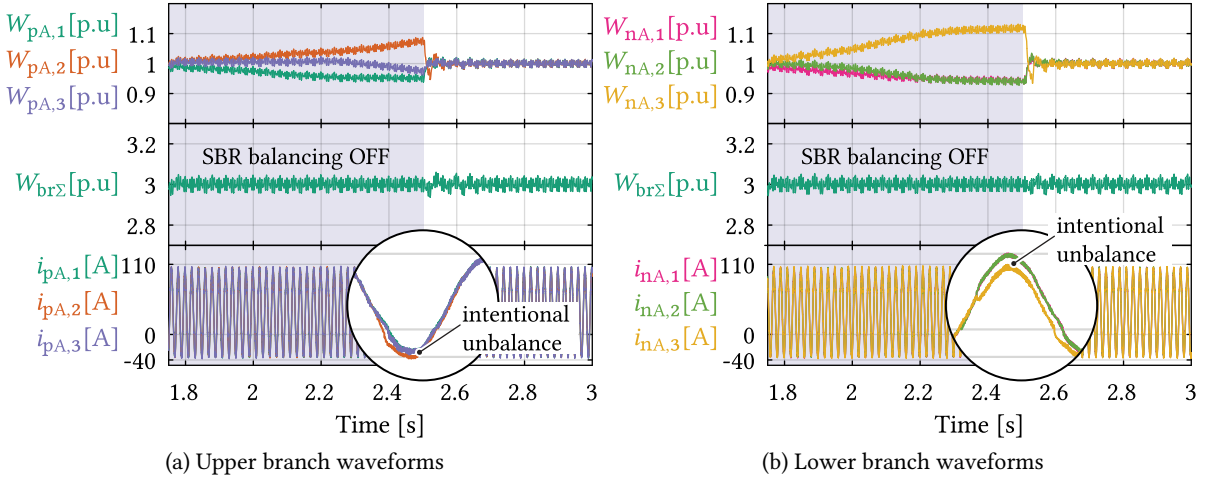 (a)
W_pA,1 [p.u]
W_pA,2 [p.u]
W_pA,3 [p.u]
1.1
1
0.9
W_brΣ [p.u]
3.2
3
2.8
SBR balancing OFF
i_pA,1 [A]
i_pA,2 [A]
i_pA,3 [A]
110
0
-40
intentional
unbalance
1.8 2 2.2 2.4 2.6 2.8 3
Time [s]
(a) Upper branch waveforms
(b)
W_nA,1 [p.u]
W_nA,2 [p.u]
W_nA,3 [p.u]
1.1
1
0.9
W_brΣ [p.u]
3.2
3
2.8
SBR balancing OFF
i_nA,1 [A]
i_nA,2 [A]
i_nA,3 [A]
110
0
-40
intentional
unbalance
1.8 2 2.2 2.4 2.6 2.8 3
Time [s]
(b) Lower branch waveforms